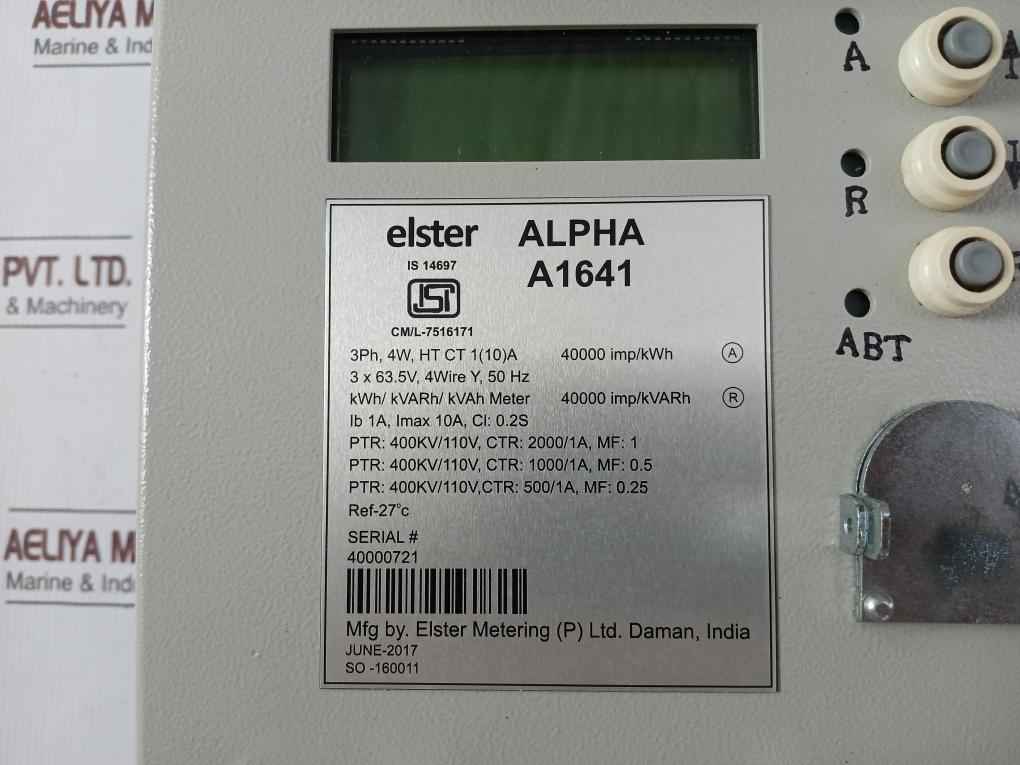 AELIYA M
Marine & Ind
PVT. LTD.
& Machinery
AELIYA M
Marine & Indu
A
R
ABT
elster ALPHA
IS 14697 A1641
ISI
CM/L-7516171
3Ph, 4W, HT CT 1(10)A 40000 imp/kWh A
3 x 63.5V, 4Wire Y, 50 Hz
kWh/ kVARh/ kVAh Meter 40000 imp/kVARh R
Ib 1A, Imax 10A, Cl: 0.2S
PTR: 400KV/110V, CTR: 2000/1A, MF: 1
PTR: 400KV/110V, CTR: 1000/1A, MF: 0.5
PTR: 400KV/110V,CTR: 500/1A, MF: 0.25
Ref-27°c
SERIAL #
40000721
Mfg by. Elster Metering (P) Ltd. Daman, India
JUNE-2017
SO -160011